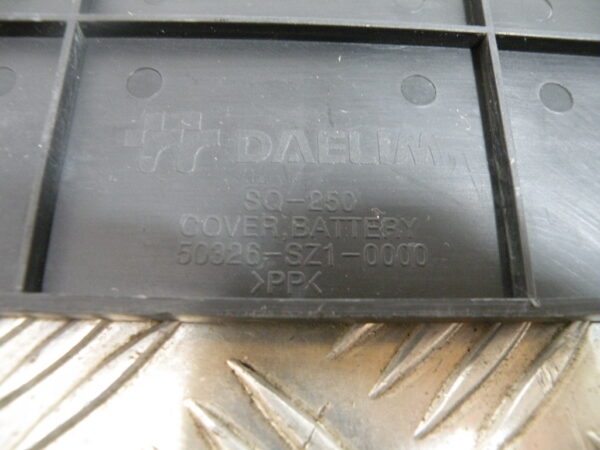 DAELIM
SQ-250
COVER,BATTERY
50326-SZ1-0000
>PP<